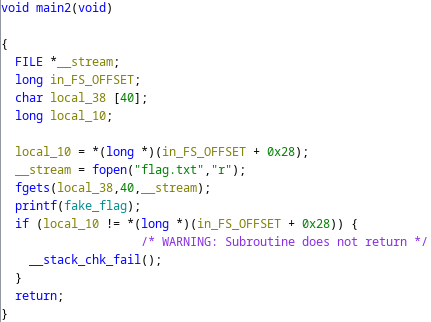 void main2(void)
{
FILE *__stream;
long in_FS_OFFSET;
char local_38 [40];
long local_10;
local_10 = *(long *)(in_FS_OFFSET + 0x28);
__stream = fopen("flag.txt","r");
fgets(local_38,40,__stream);
printf(fake_flag);
if (local_10 != *(long *)(in_FS_OFFSET + 0x28)) {
/* WARNING: Subroutine does not return */
__stack_chk_fail();
}
return;
}